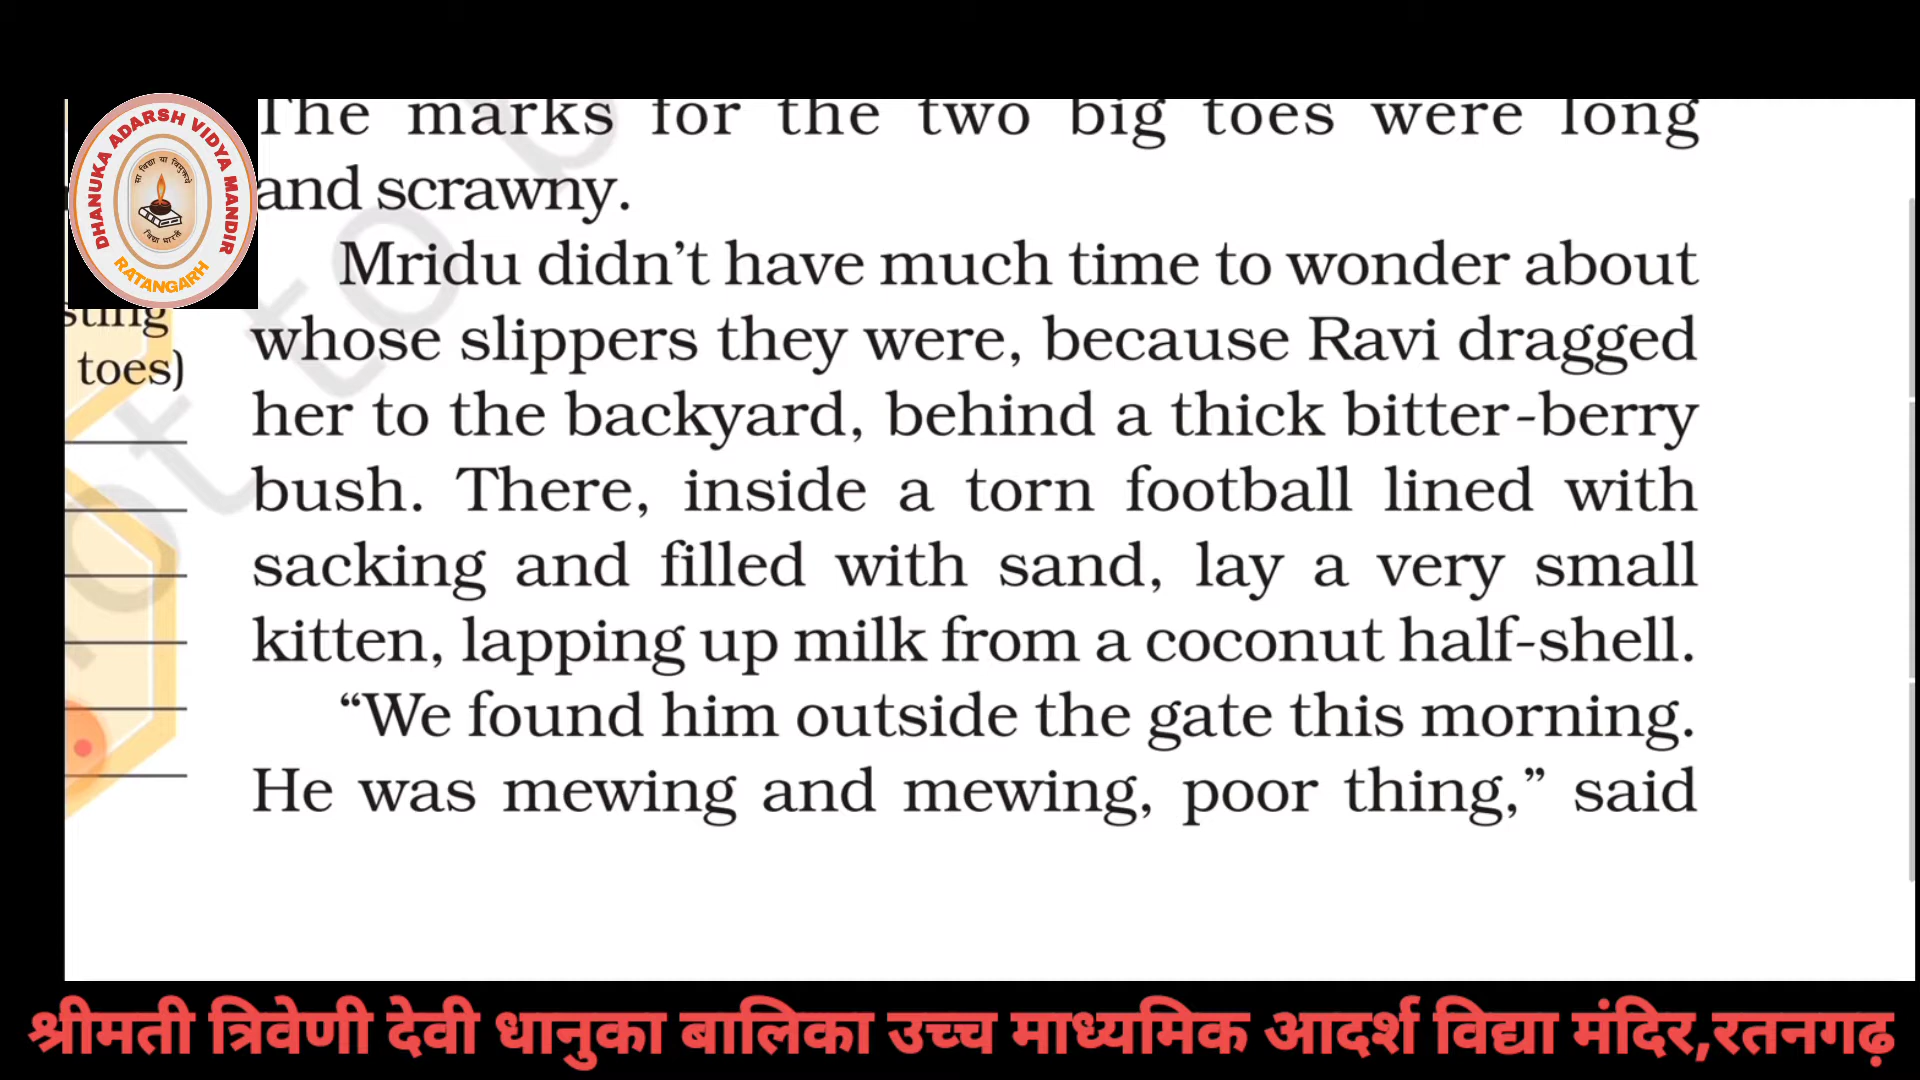 The marks for the two big toes were long
and scrawny.
Mridu didn’t have much time to wonder about
whose slippers they were, because Ravi dragged
her to the backyard, behind a thick bitter-berry
bush. There, inside a torn football lined with
sacking and filled with sand, lay a very small
kitten, lapping up milk from a coconut half-shell.
“We found him outside the gate this morning.
He was mewing and mewing, poor thing,” said
toes)
DHANUKA ADARSH VIDYA MANDIR
RATANGARH
सा विद्या या विमुक्तये
विद्या भारती
श्रीमती त्रिवेणी देवी धानुका बालिका उच्च माध्यमिक आदर्श विद्या मंदिर,रतनगढ़